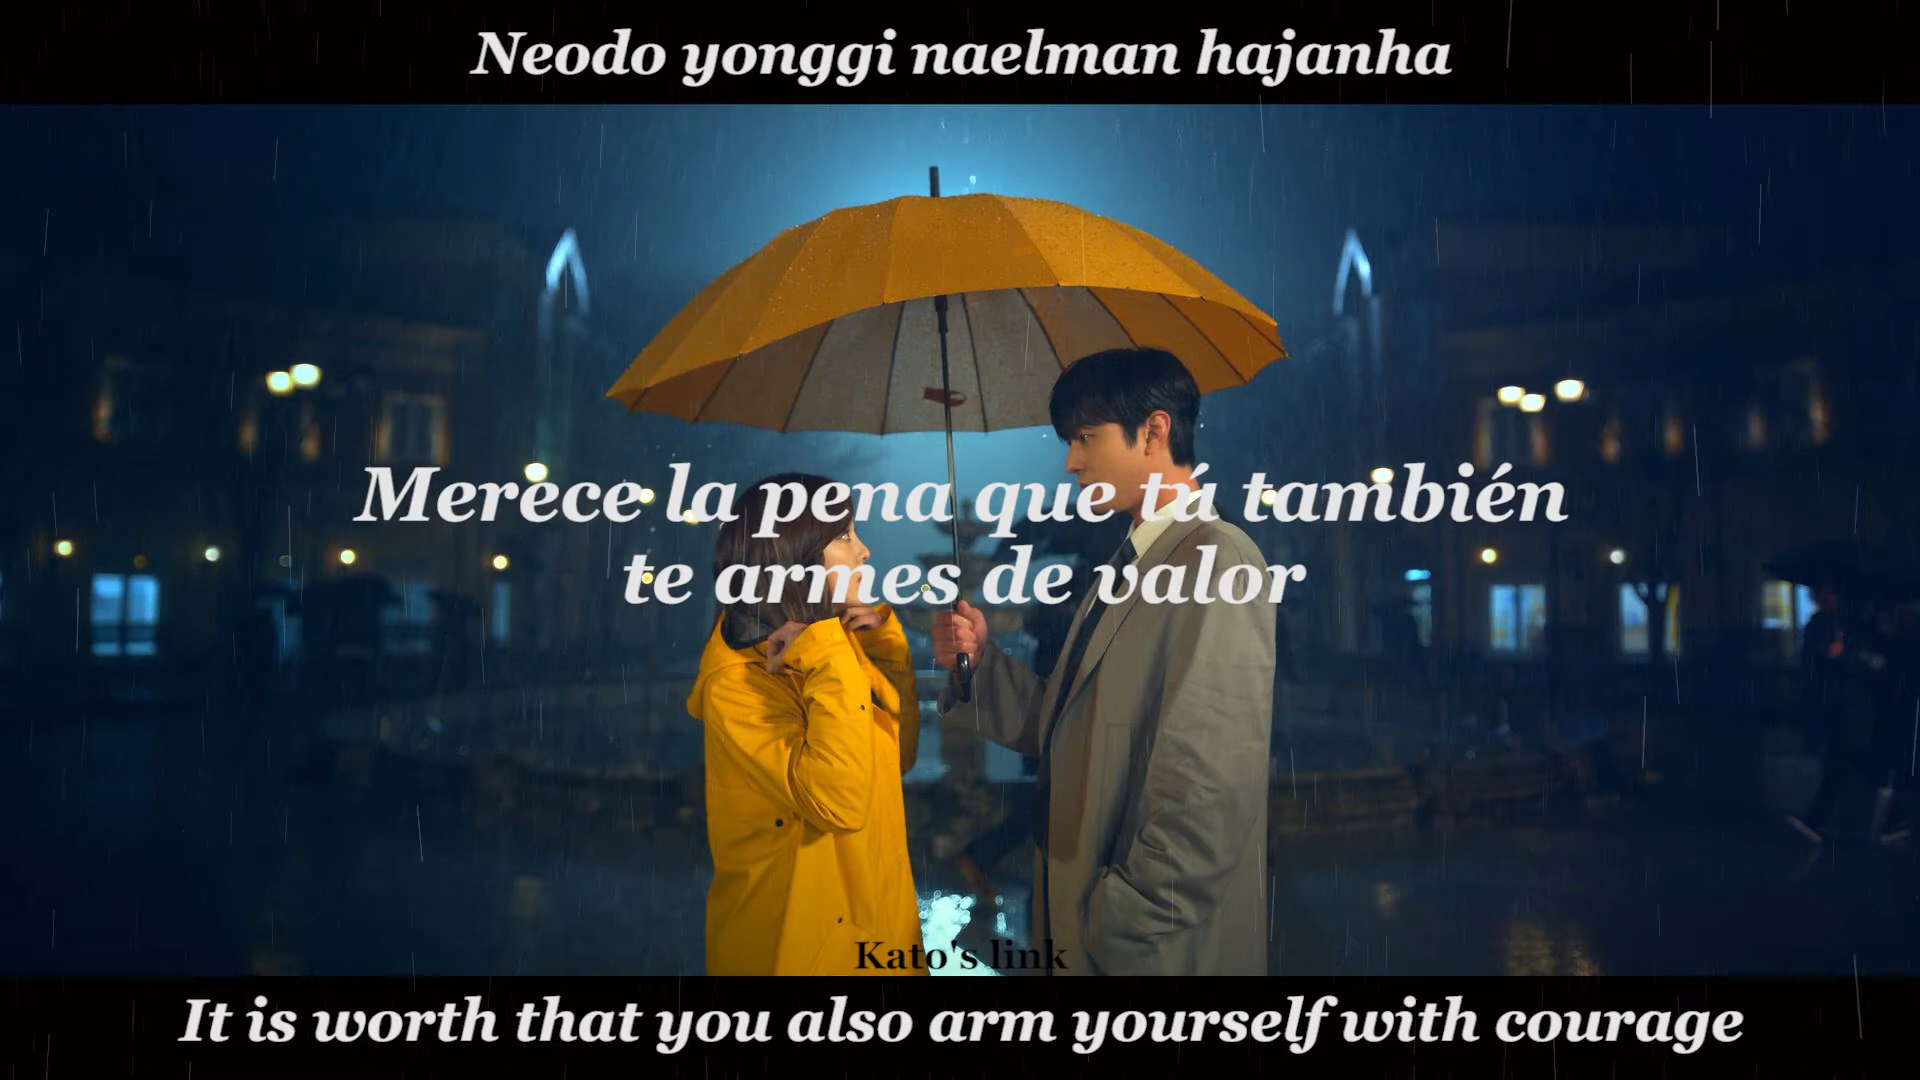 Neodo yonggi naelman hajanha
Merece la pena que tú también
te armes de valor
Kato's link
It is worth that you also arm yourself with courage